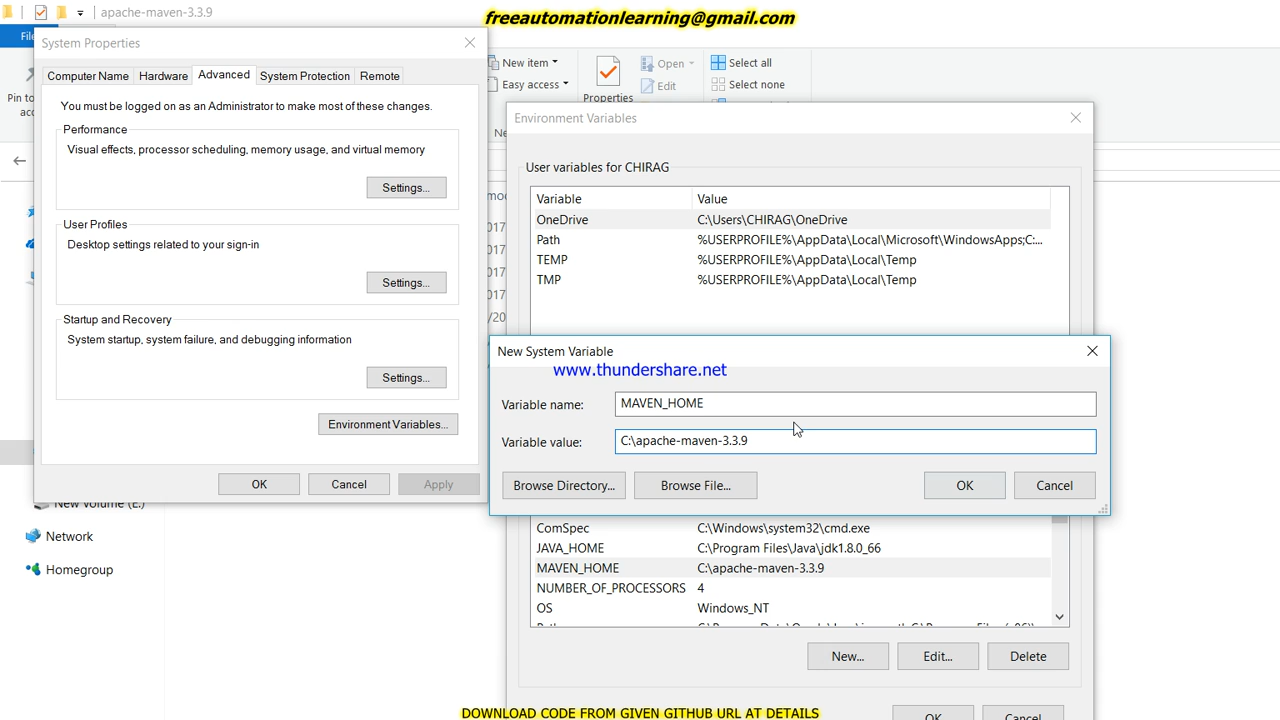 apache-maven-3.3.9
freeautomationlearning@gmail.com
File
System Properties
New item
Open
Select all
Easy access
Edit
Select none
Properties
Pin to
Computer Name
Hardware
Advanced
System Protection
Remote
You must be logged on as an Administrator to make most of these changes.
Performance
Visual effects, processor scheduling, memory usage, and virtual memory
Settings...
User Profiles
Desktop settings related to your sign-in
Settings...
Startup and Recovery
System startup, system failure, and debugging information
Settings...
Environment Variables...
OK
Cancel
Apply
New Volume (E:)
Network
Homegroup
Environment Variables
User variables for CHIRAG
Variable Value
OneDrive C:\Users\CHIRAG\OneDrive
Path %USERPROFILE%\AppData\Local\Microsoft\WindowsApps;C:...
TEMP %USERPROFILE%\AppData\Local\Temp
TMP %USERPROFILE%\AppData\Local\Temp
New System Variable
www.thundershare.net
Variable name: MAVEN_HOME
Variable value: C:\apache-maven-3.3.9
Browse Directory...
Browse File...
OK
Cancel
ComSpec C:\Windows\system32\cmd.exe
JAVA_HOME C:\Program Files\Java\jdk1.8.0_66
MAVEN_HOME C:\apache-maven-3.3.9
NUMBER_OF_PROCESSORS 4
OS Windows_NT
New...
Edit...
Delete
OK
Cancel
DOWNLOAD CODE FROM GIVEN GITHUB URL AT DETAILS